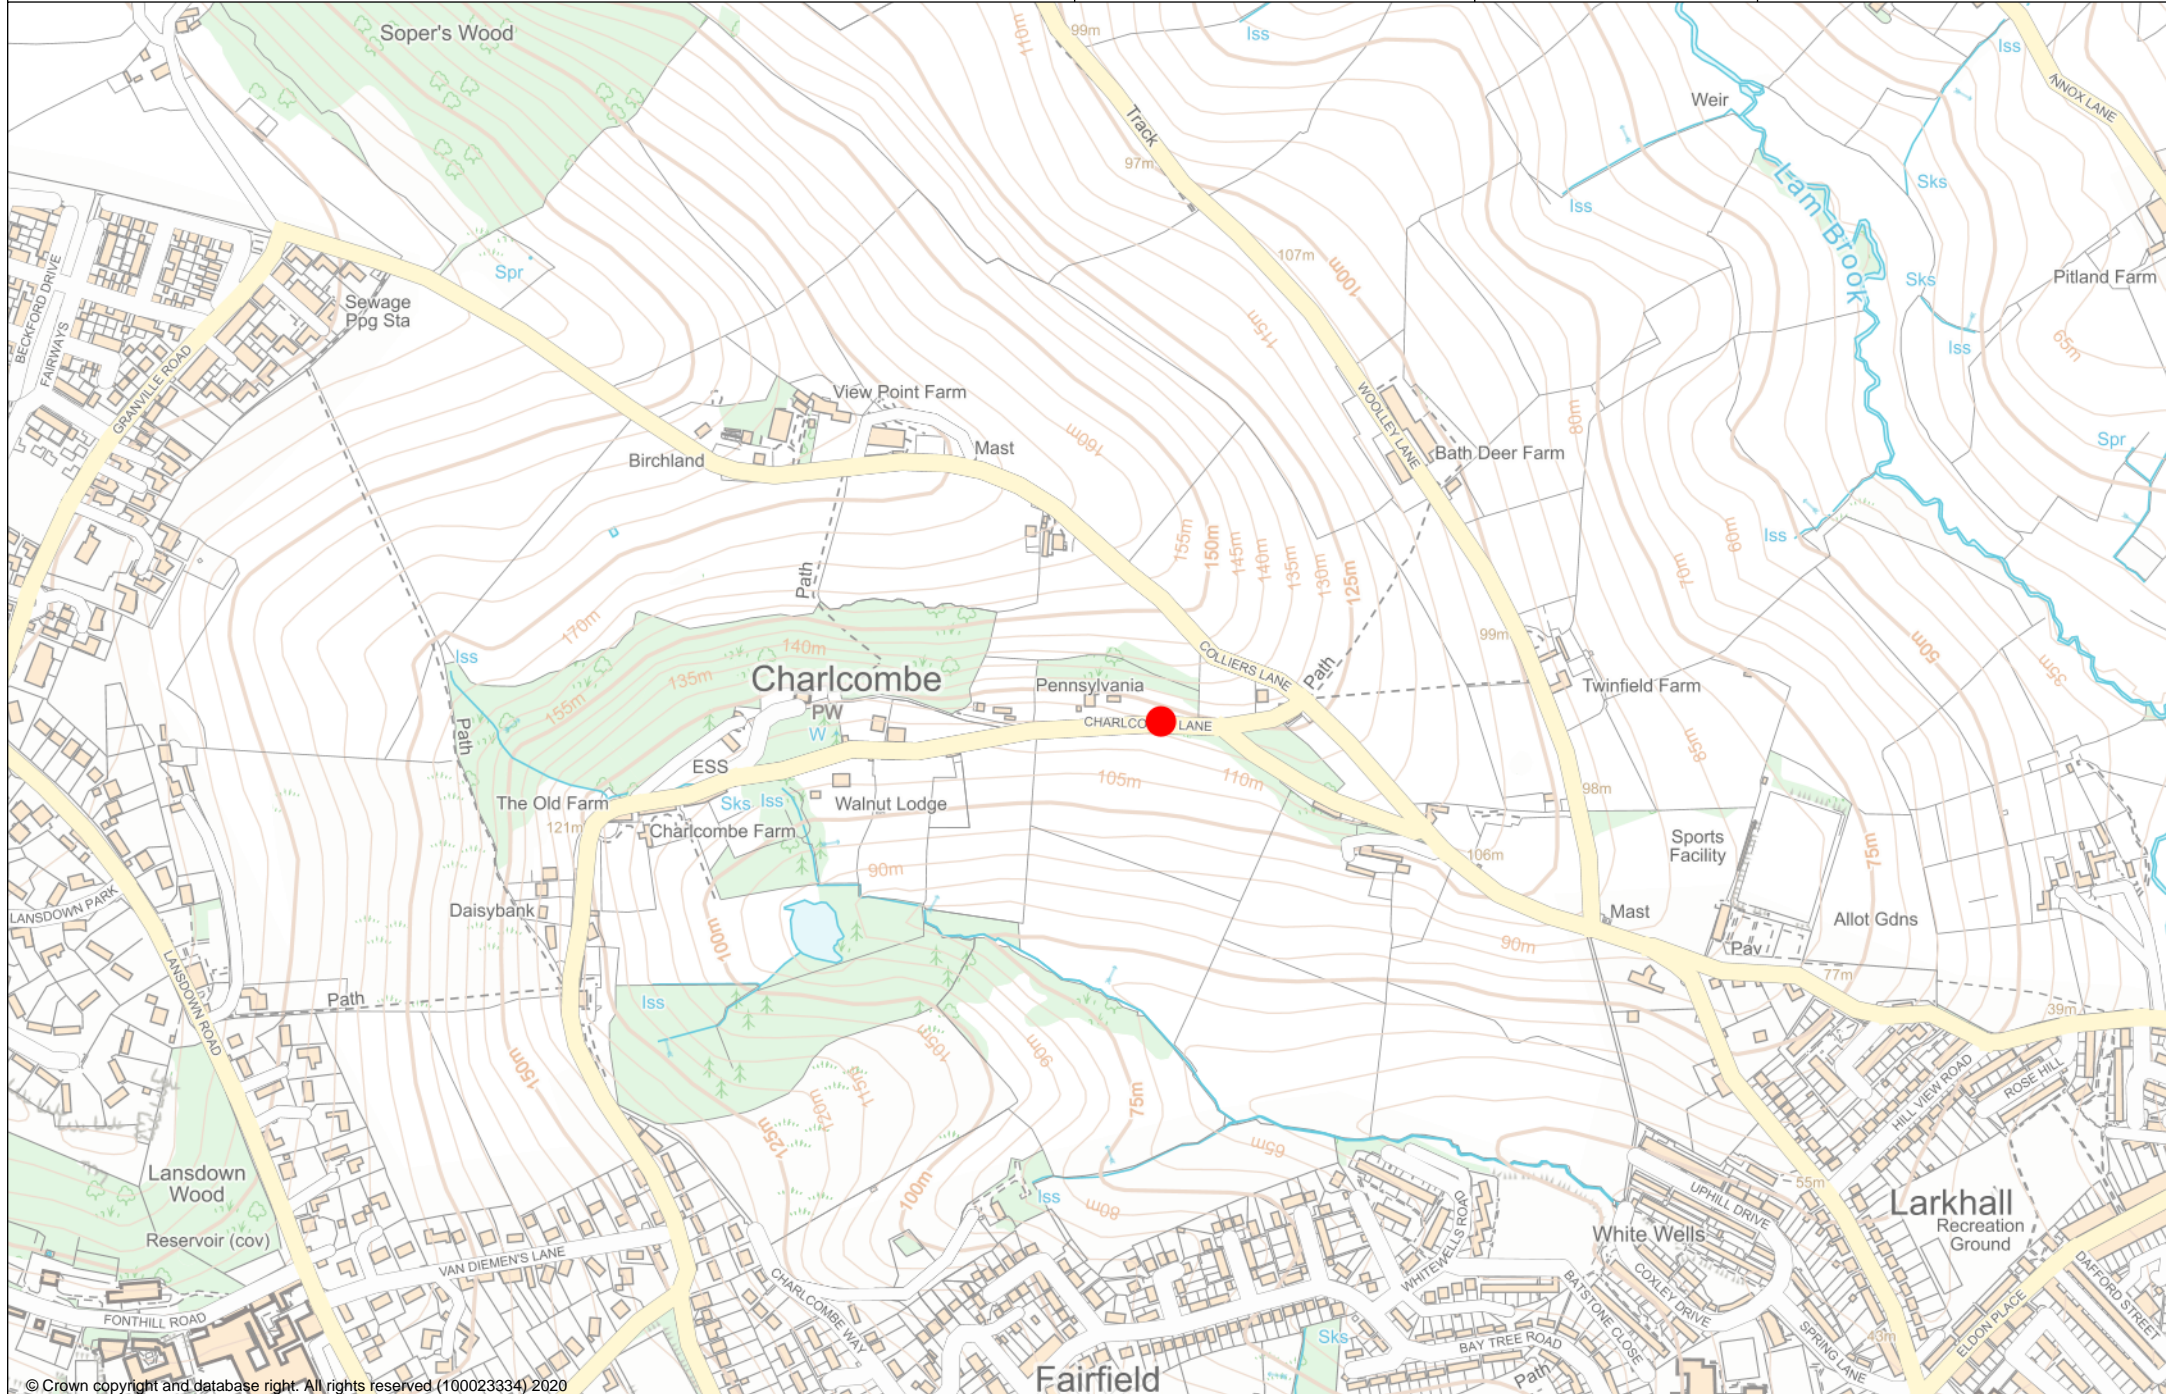 Soper's Wood
110m
99m
Iss
Iss
NNOX LANE
Track
Weir
97m
Iss
Sks
Lam Brook
Spr
107m
100m
Sks
Pitland Farm
BECKFORD DRIVE
FAIRWAYS
Sewage
Ppg Sta
115m
Iss
65m
GRANVILLE ROAD
View Point Farm
WOOLLEY LANE
80m
160m
Birchland
Mast
Bath Deer Farm
Spr
155m
150m
145m
140m
135m
130m
125m
80m
Iss
Path
70m
170m
99m
50m
35m
Iss
140m
135m
155m
Charlcombe
PW
W
Pennsylvania
COLLIERS LANE
Path
Twinfield Farm
CHARLCO LANE
Path
ESS
105m
110m
85m
The Old Farm
121m
Sks
Iss
Walnut Lodge
98m
Charlcombe Farm
Sports
Facility
75m
106m
90m
LANSDOWN PARK
Daisybank
100m
Mast
Allot Gdns
90m
Pav
77m
LANSDOWN ROAD
Path
Iss
39m
105m
90m
115m
120m
125m
150m
75m
HILL VIEW ROAD
ROSE HILL
65m
Lansdown
Wood
100m
Iss
80m
55m
UPHILL DRIVE
Larkhall
Recreation
Ground
Reservoir (cov)
VAN DIEMEN'S LANE
WHITEWELLS ROAD
White Wells
COXLEY DRIVE
DAFFORD STREET
CHARLCOMBE WAY
BAYSTONE CLOSE
FONTHILL ROAD
Sks
BAY TREE ROAD
SPRING LANE
43m
ELDON PLACE
Path
Fairfield
© Crown copyright and database right. All rights reserved (100023334) 2020